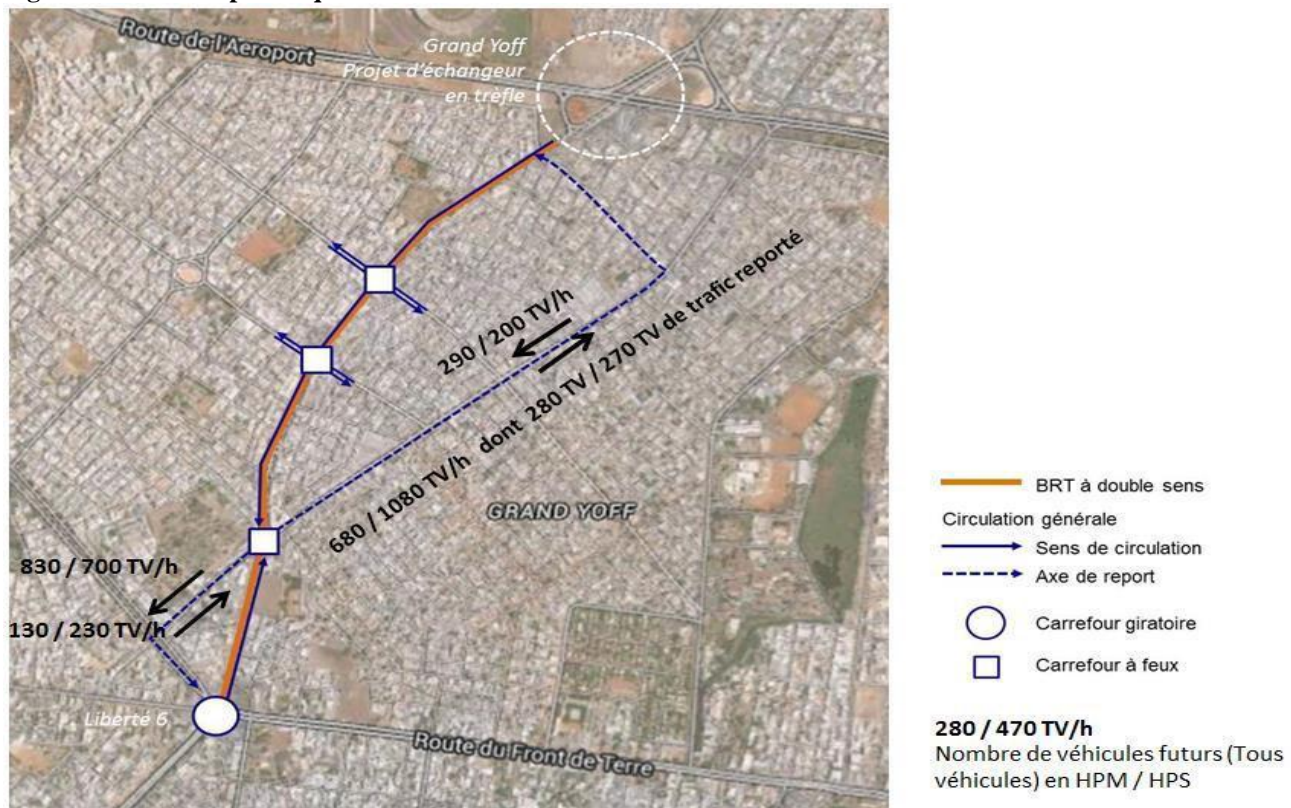 Route de l'Aeroport
Grand Yoff
Projet d'échangeur
en trèfle
290 / 200 TV/h
680 / 1080 TV/h dont 280 TV / 270 TV de trafic reporté
GRAND YOFF
830 / 700 TV/h
130 / 230 TV/h
Liberté 6
Route du Front de Terre
BRT à double sens
Circulation générale
Sens de circulation
Axe de report
Carrefour giratoire
Carrefour à feux
280 / 470 TV/h
Nombre de véhicules futurs (Tous
véhicules) en HPM / HPS